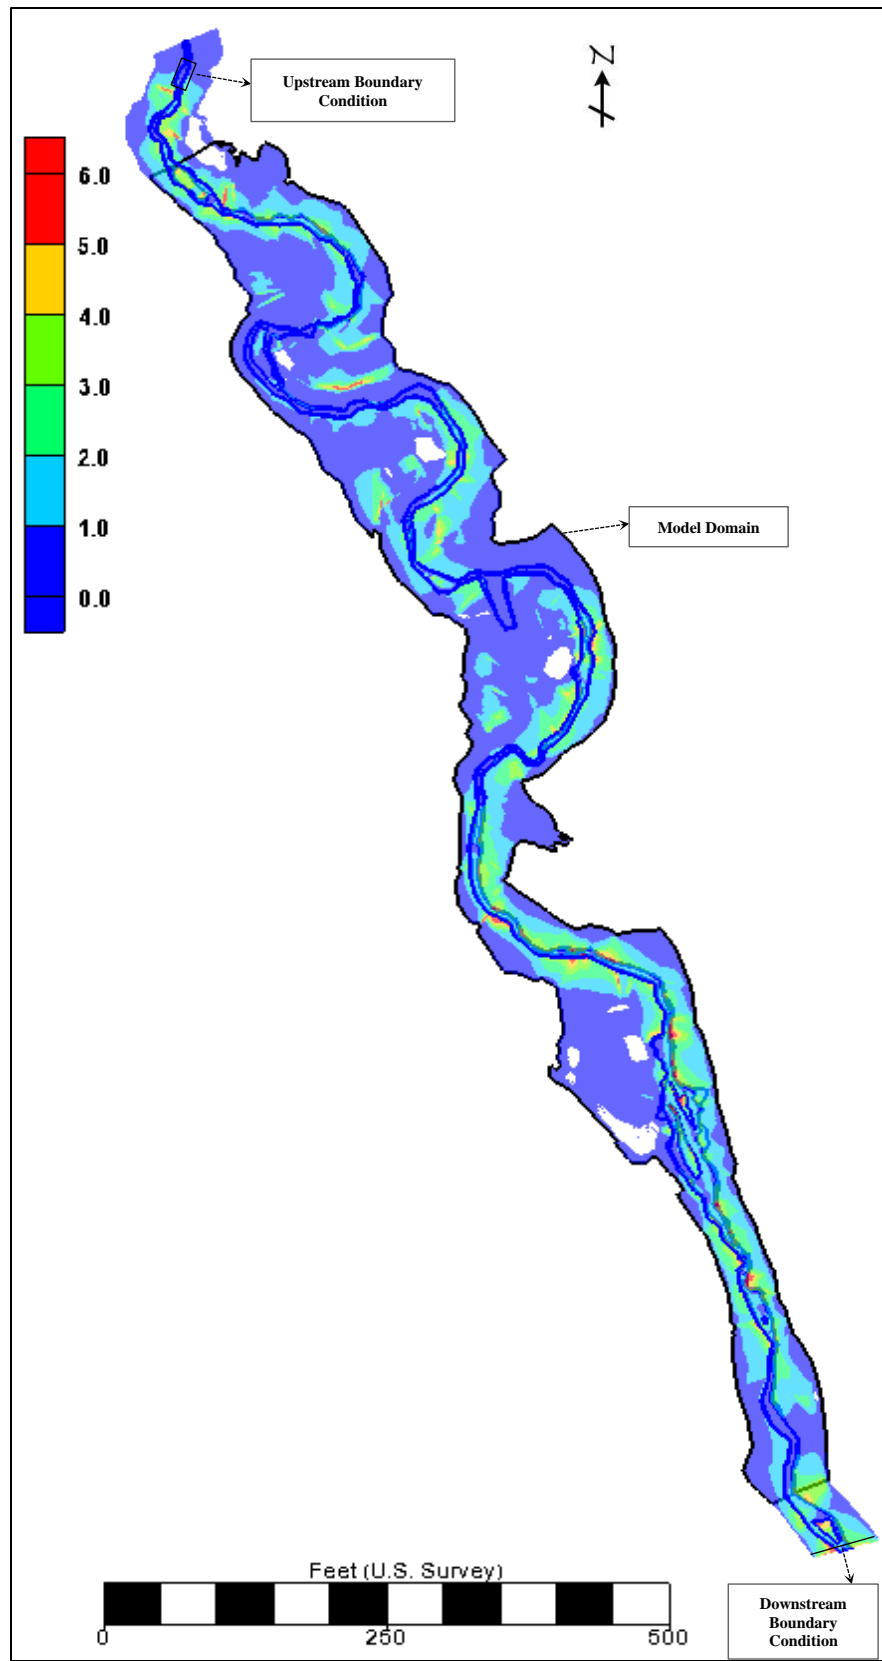 Upstream Boundary
Condition
N
6.0
5.0
4.0
3.0
2.0
1.0
0.0
Model Domain
Feet (U.S. Survey)
0
250
500
Downstream
Boundary
Condition